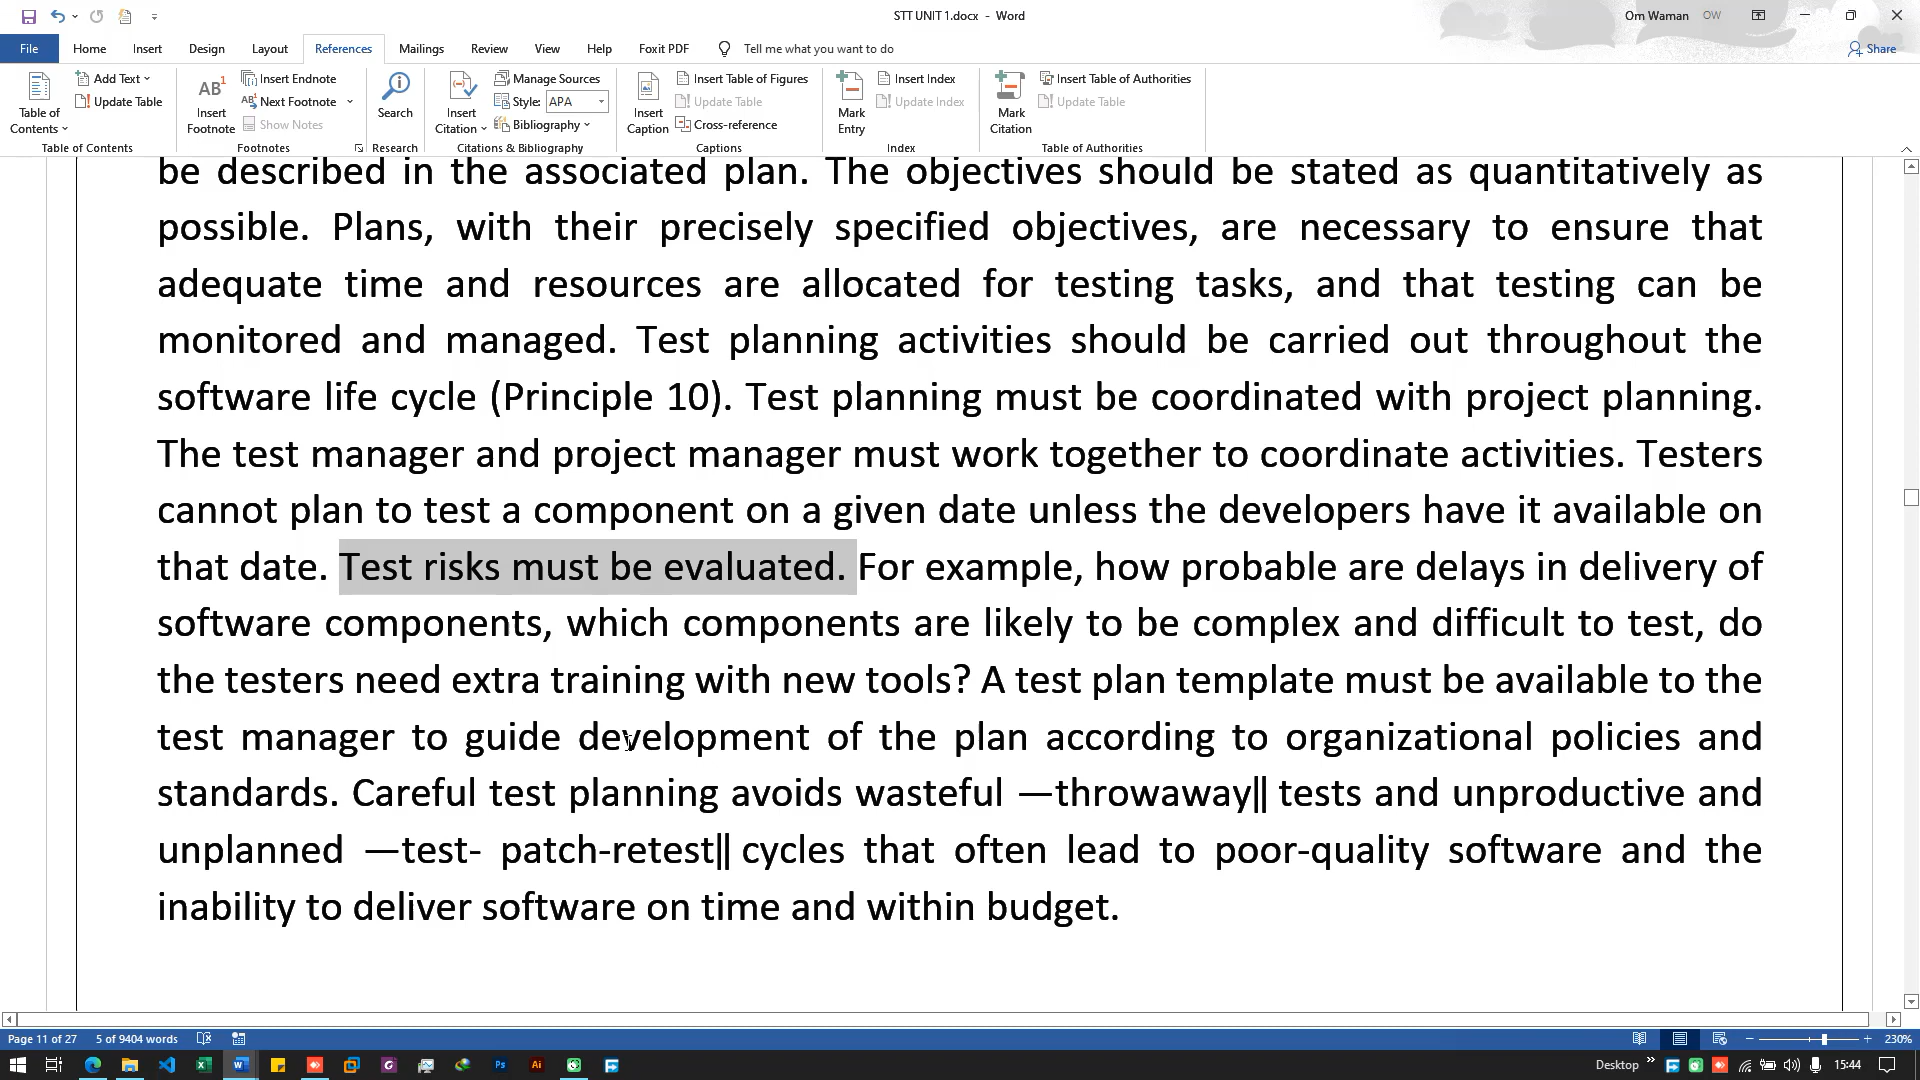 STT UNIT 1.docx - Word
Om Waman OW
File Home Insert Design Layout References Mailings Review View Help Foxit PDF Tell me what you want to do Share
Table of Contents
Add Text
Update Table
Table of Contents
AB1 Insert Footnote
Insert Endnote
Next Footnote
Show Notes
Footnotes
Search
Research
Insert Citation
Manage Sources
Style: APA
Bibliography
Citations & Bibliography
Insert Caption
Insert Table of Figures
Update Table
Cross-reference
Captions
Mark Entry
Insert Index
Update Index
Index
Mark Citation
Insert Table of Authorities
Update Table
Table of Authorities
be described in the associated plan. The objectives should be stated as quantitatively as
possible. Plans, with their precisely specified objectives, are necessary to ensure that
adequate time and resources are allocated for testing tasks, and that testing can be
monitored and managed. Test planning activities should be carried out throughout the
software life cycle (Principle 10). Test planning must be coordinated with project planning.
The test manager and project manager must work together to coordinate activities. Testers
cannot plan to test a component on a given date unless the developers have it available on
that date. Test risks must be evaluated. For example, how probable are delays in delivery of
software components, which components are likely to be complex and difficult to test, do
the testers need extra training with new tools? A test plan template must be available to the
test manager to guide development of the plan according to organizational policies and
standards. Careful test planning avoids wasteful ―throwaway‖ tests and unproductive and
unplanned ―test- patch-retest‖ cycles that often lead to poor-quality software and the
inability to deliver software on time and within budget.
Page 11 of 27 5 of 9404 words 230%
Desktop 15:44